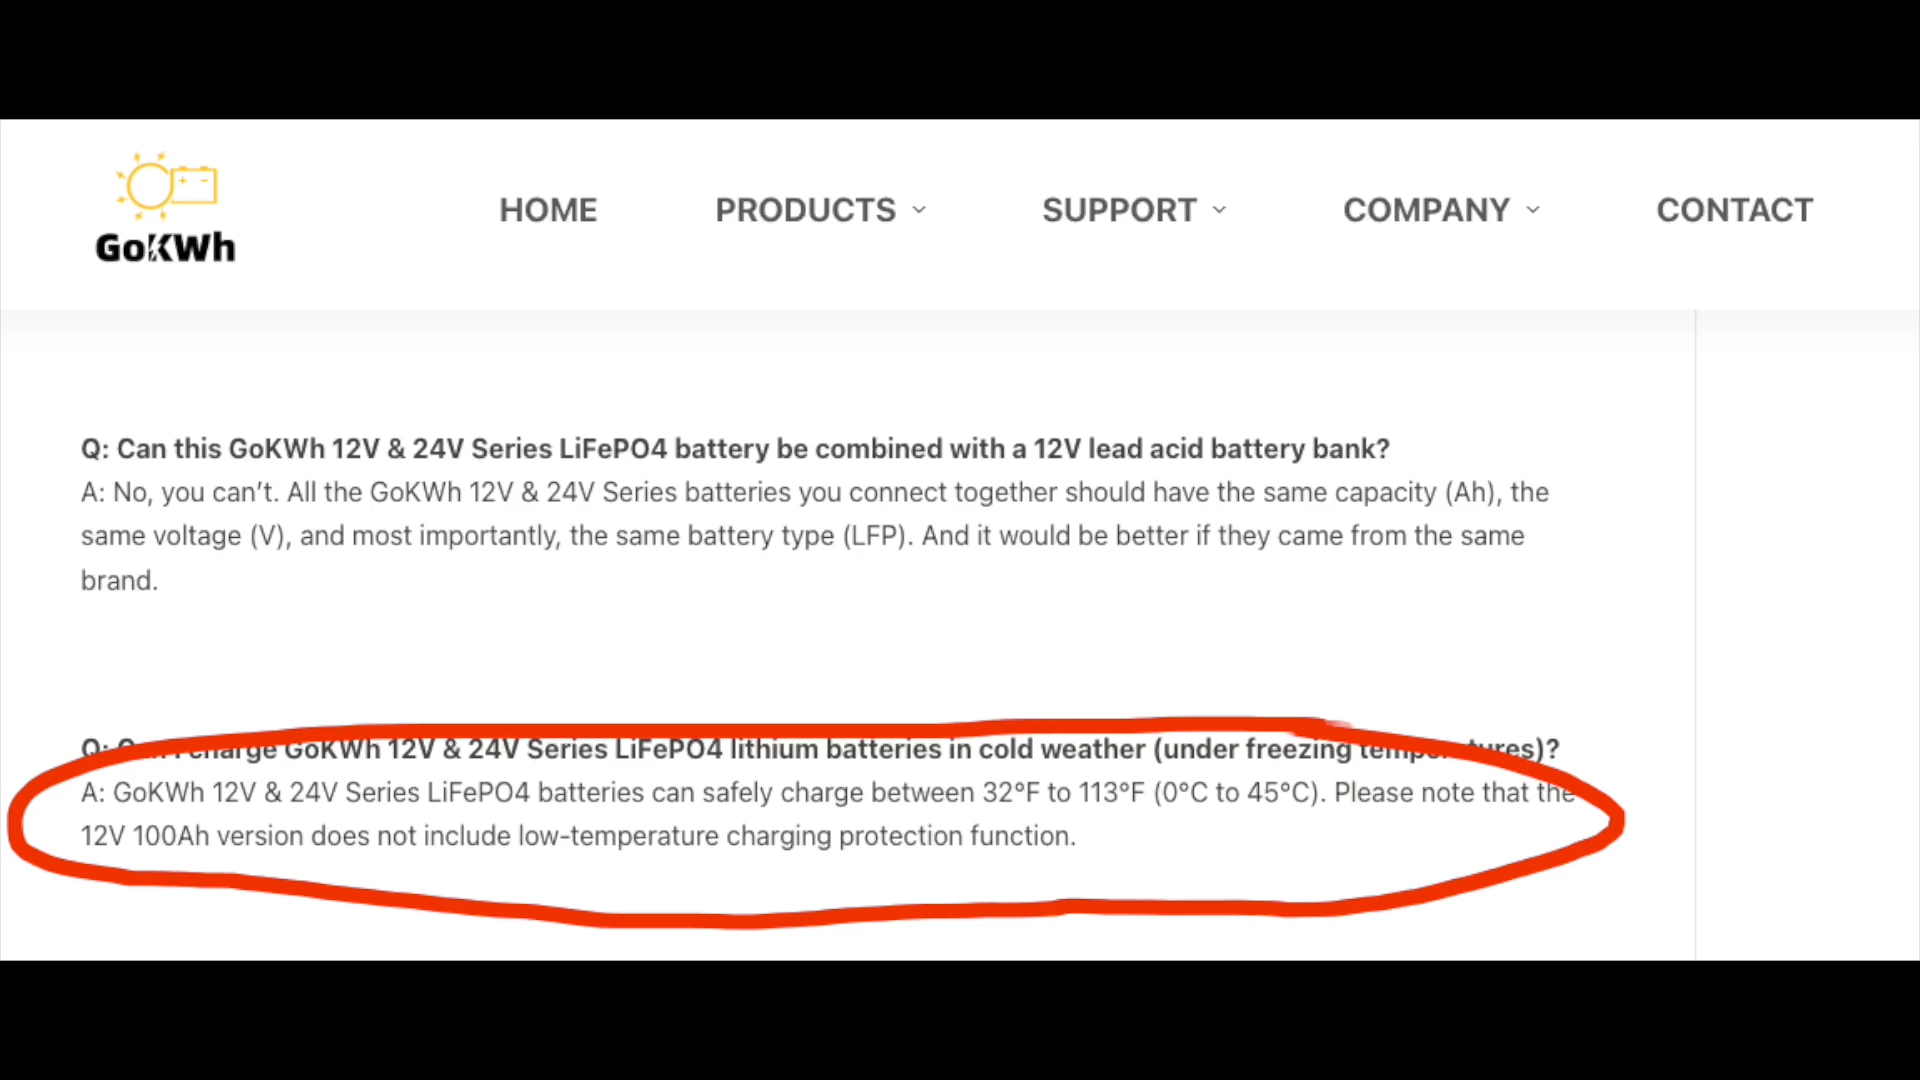 GoKWh
HOME
PRODUCTS
SUPPORT
COMPANY
CONTACT
Q: Can this GoKWh 12V & 24V Series LiFePO4 battery be combined with a 12V lead acid battery bank?
A: No, you can’t. All the GoKWh 12V & 24V Series batteries you connect together should have the same capacity (Ah), the
same voltage (V), and most importantly, the same battery type (LFP). And it would be better if they came from the same
brand.
Q: Can I charge GoKWh 12V & 24V Series LiFePO4 lithium batteries in cold weather (under freezing temperatures)?
A: GoKWh 12V & 24V Series LiFePO4 batteries can safely charge between 32°F to 113°F (0°C to 45°C). Please note that the
12V 100Ah version does not include low-temperature charging protection function.